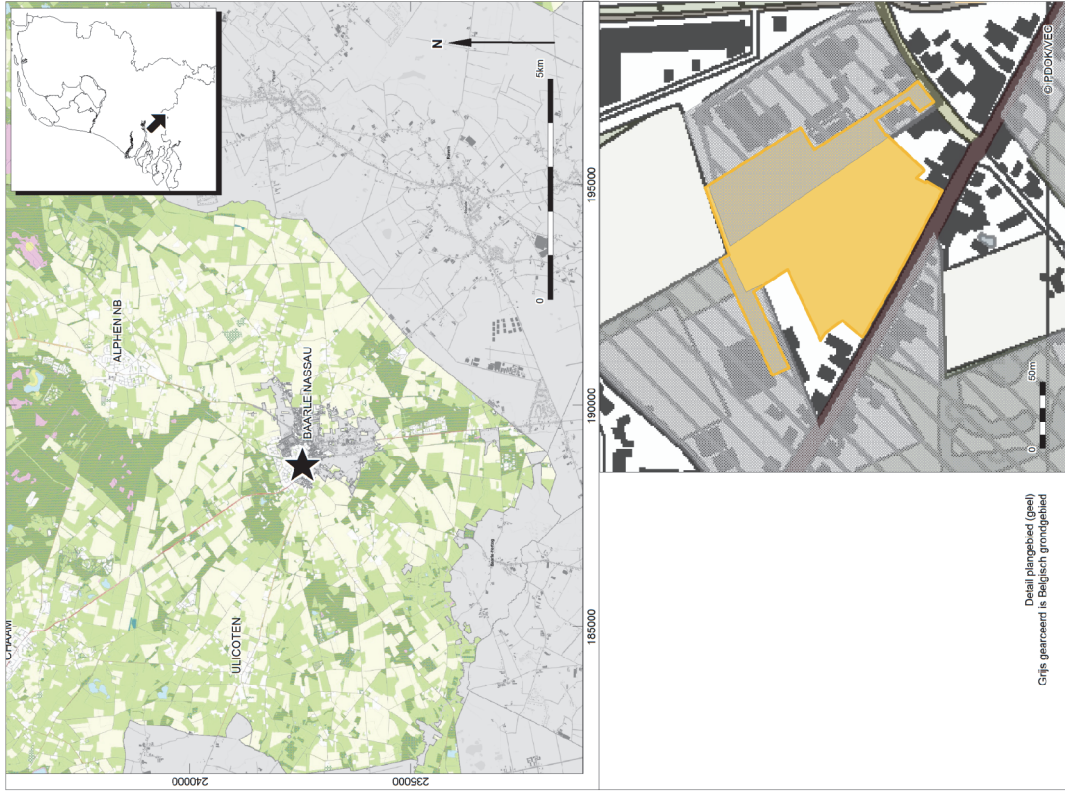 CHAAM
ALPHEN NB
ULICOTEN
BAARLE NASSAU
N
0
5km
240000
235000
185000
190000
195000
Detail plangebied (geel)
Grijs gearceerd is Belgisch grondgebied
0
50m
© PDOK/VEC